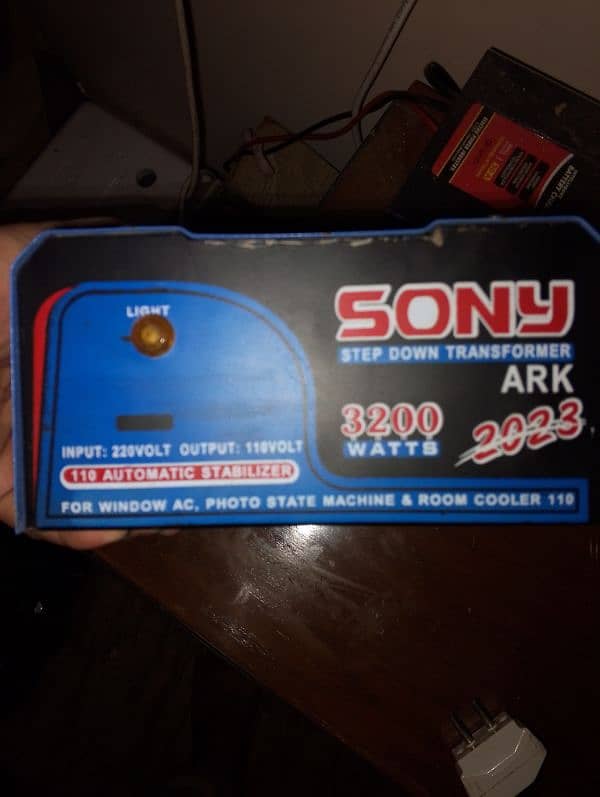 LIGHT
SONY
STEP DOWN TRANSFORMER
ARK
3200
WATTS
2023
INPUT: 220VOLT OUTPUT: 110VOLT
110 AUTOMATIC STABILIZER
FOR WINDOW AC, PHOTO STATE MACHINE & ROOM COOLER 110